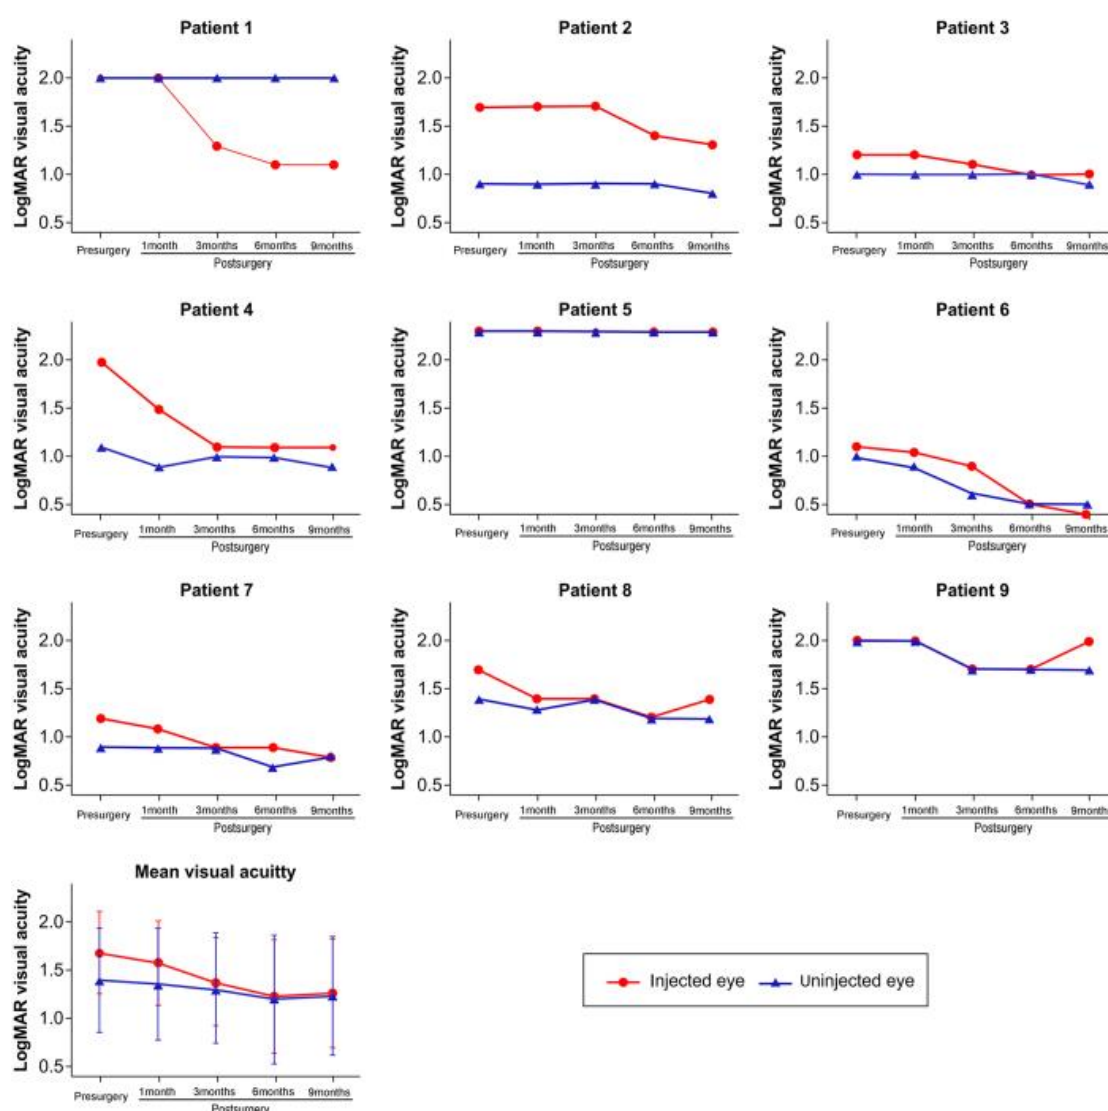 Patient 1
LogMAR visual acuity
2.0
1.5
1.0
0.5
Presurgery 1month 3months 6months 9months
Postsurgery
Patient 2
LogMAR visual acuity
2.0
1.5
1.0
0.5
Presurgery 1month 3months 6months 9months
Postsurgery
Patient 3
LogMAR visual acuity
2.0
1.5
1.0
0.5
Presurgery 1month 3months 6months 9months
Postsurgery
Patient 4
LogMAR visual acuity
2.0
1.5
1.0
0.5
Presurgery 1month 3months 6months 9months
Postsurgery
Patient 5
LogMAR visual acuity
2.0
1.5
1.0
0.5
Presurgery 1month 3months 6months 9months
Postsurgery
Patient 6
LogMAR visual acuity
2.0
1.5
1.0
0.5
Presurgery 1month 3months 6months 9months
Postsurgery
Patient 7
LogMAR visual acuity
2.0
1.5
1.0
0.5
Presurgery 1month 3months 6months 9months
Postsurgery
Patient 8
LogMAR visual acuity
2.0
1.5
1.0
0.5
Presurgery 1month 3months 6months 9months
Postsurgery
Patient 9
LogMAR visual acuity
2.0
1.5
1.0
0.5
Presurgery 1month 3months 6months 9months
Postsurgery
Mean visual acuitty
LogMAR visual acuity
2.0
1.5
1.0
0.5
Presurgery 1month 3months 6months 9months
Postsurgery
Injected eye Uninjected eye